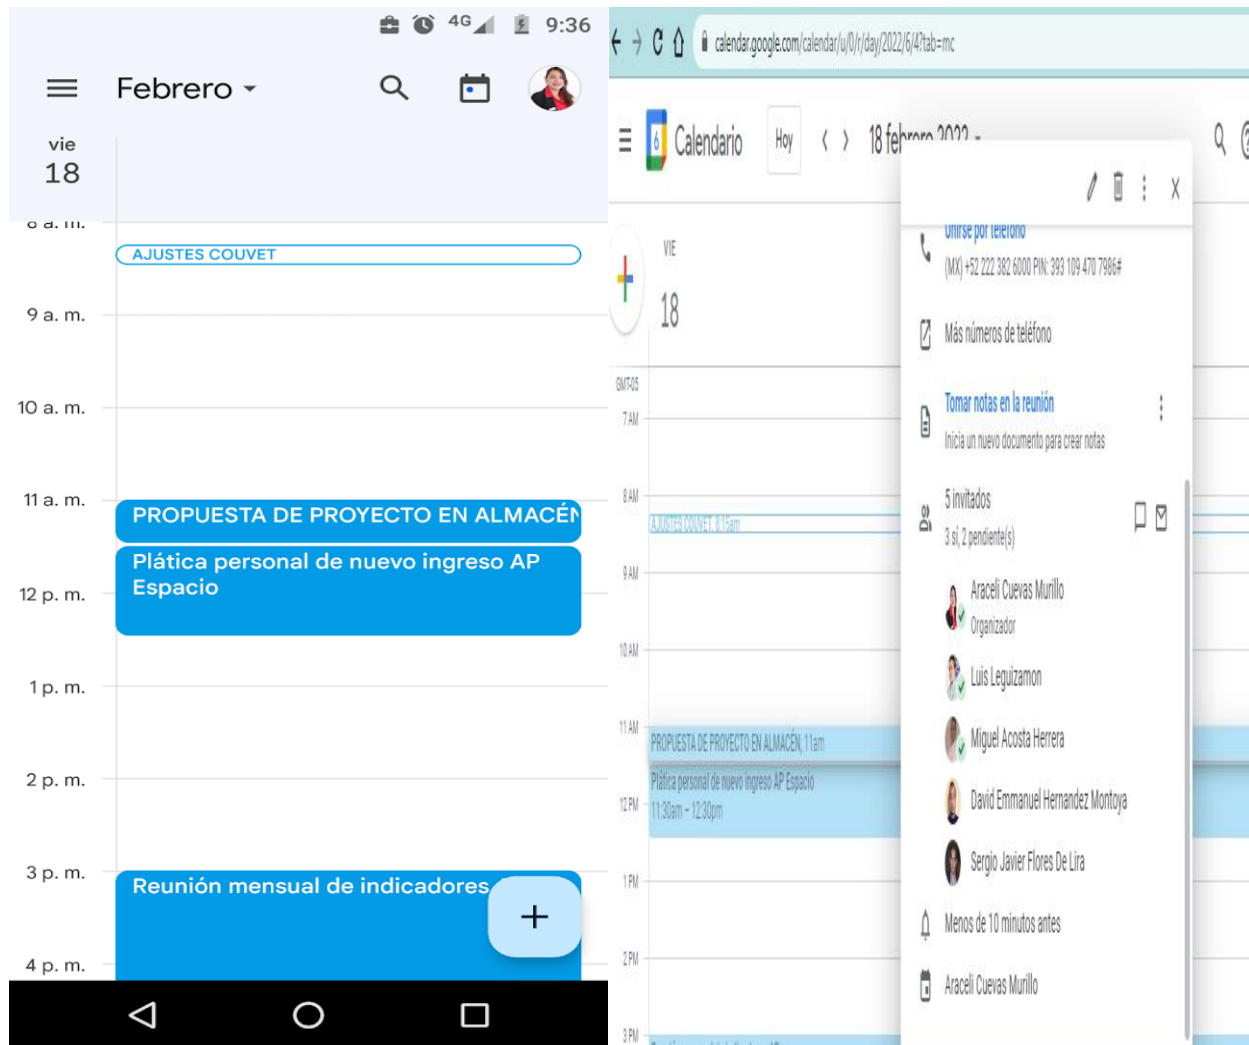 4G 9:36
Febrero
vie
18
8 a. m.
AJUSTES COUVET
9 a. m.
10 a. m.
11 a. m.
PROPUESTA DE PROYECTO EN ALMACÉN
Plática personal de nuevo ingreso AP
Espacio
12 p. m.
1 p. m.
2 p. m.
3 p. m.
Reunión mensual de indicadores
4 p. m.
calendar.google.com/calendar/u/0/r/day/2022/6/4?tab=mc
6 Calendario Hoy 18 febrero 2022
VIE
18
GMT-05
7 AM
8 AM
AJUSTES COUVET, 8:15am
9 AM
10 AM
11 AM
PROPUESTA DE PROYECTO EN ALMACÉN, 11am
Plática personal de nuevo ingreso AP Espacio
11:30am – 12:30pm
12 PM
1 PM
2 PM
3 PM
Unirse por teléfono
(MX) +52 222 382 6000 PIN: 393 109 470 7986#
Más números de teléfono
Tomar notas en la reunión
Inicia un nuevo documento para crear notas
5 invitados
3 sí, 2 pendiente(s)
Araceli Cuevas Murillo
Organizador
Luis Leguizamon
Miguel Acosta Herrera
David Emmanuel Hernandez Montoya
Sergio Javier Flores De Lira
Menos de 10 minutos antes
Araceli Cuevas Murillo